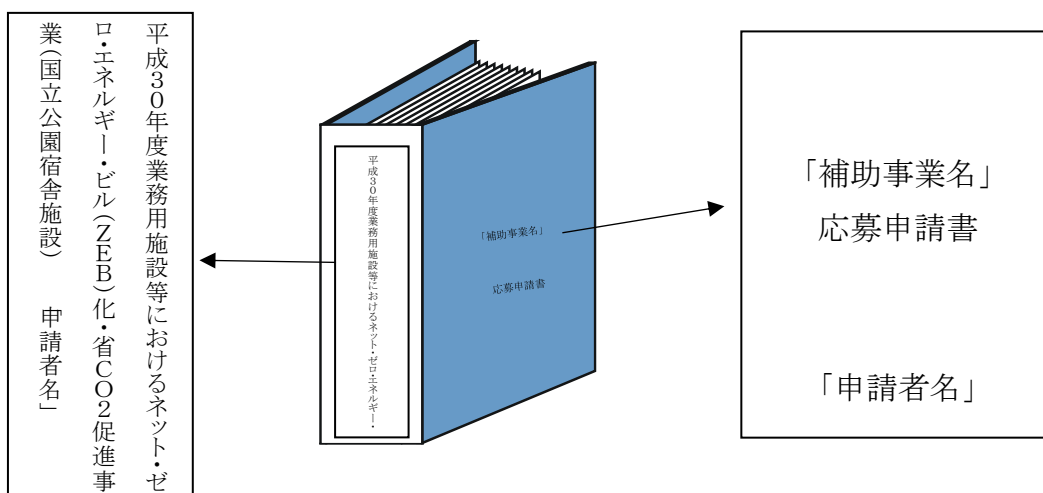 平成30年度業務用施設等におけるネット・ゼ
ロ・エネルギー・ビル(ZEB)化・省CO2促進事
業(国立公園宿舎施設) 申請者名」
平成30年度業務用施設等におけるネット・ゼロ・エネルギー・
「補助事業名」
応募申請書
「補助事業名」
応募申請書
「申請者名」